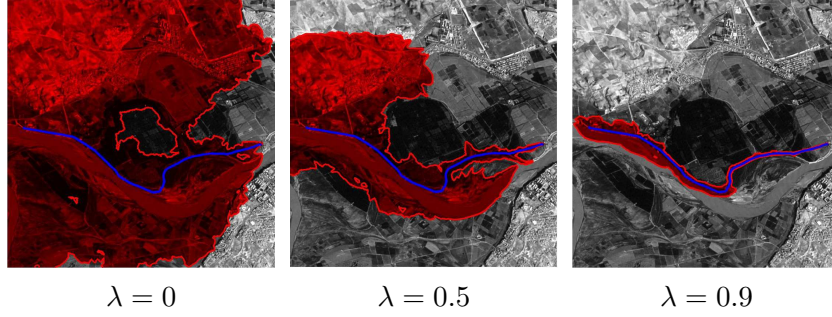 λ = 0
λ = 0.5
λ = 0.9